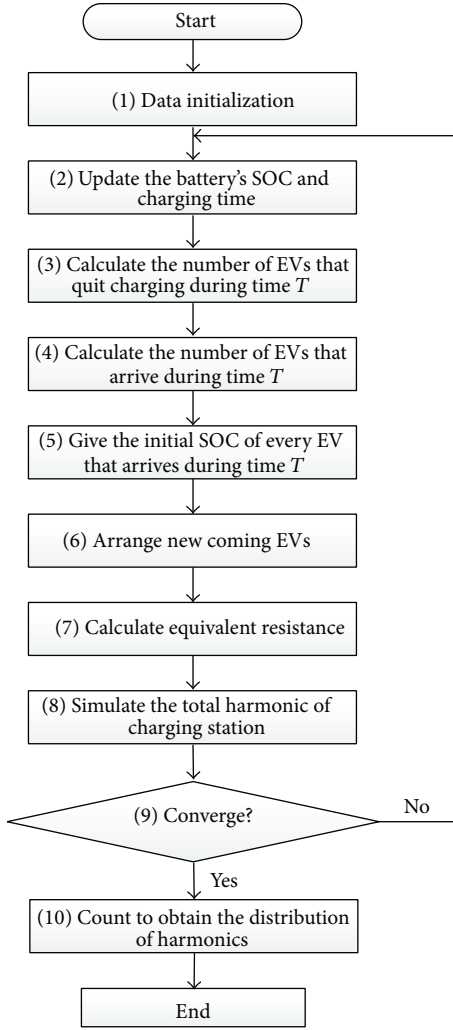 Start
(1) Data initialization
(2) Update the battery's SOC and
charging time
(3) Calculate the number of EVs that
quit charging during time T
(4) Calculate the number of EVs that
arrive during time T
(5) Give the initial SOC of every EV
that arrives during time T
(6) Arrange new coming EVs
(7) Calculate equivalent resistance
(8) Simulate the total harmonic of
charging station
(9) Converge?
No
Yes
(10) Count to obtain the distribution
of harmonics
End